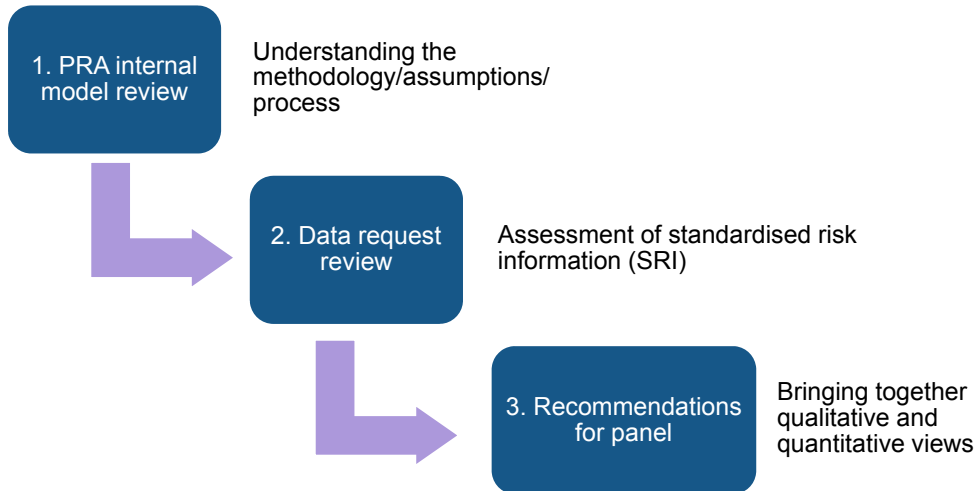 1. PRA internal
model review
Understanding the
methodology/assumptions/
process
2. Data request
review
Assessment of standardised risk
information (SRI)
3. Recommendations
for panel
Bringing together
qualitative and
quantitative views